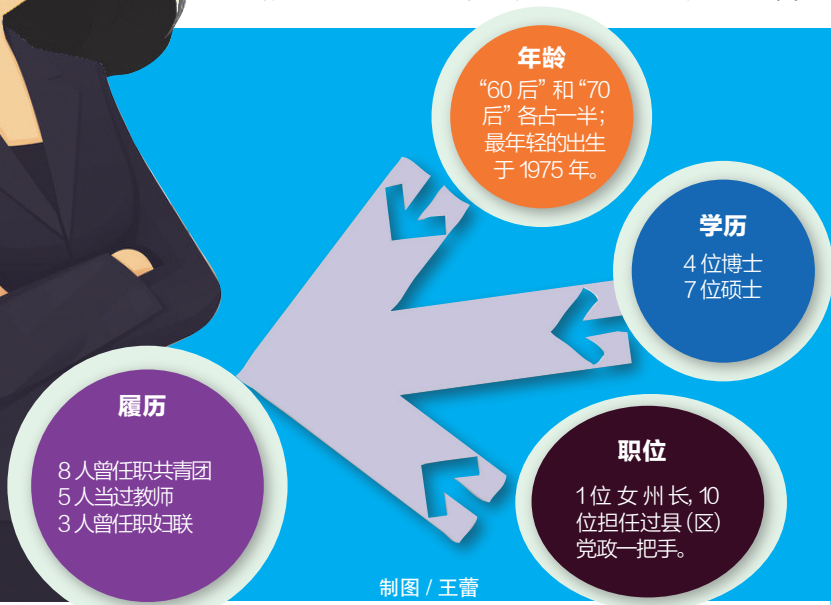 年龄
“60后”和“70
后”各占一半；
最年轻的出生
于1975年。
学历
4位博士
7位硕士
履历
8人曾任职共青团
5人当过教师
3人曾任职妇联
职位
1位女州长，10
位担任过县（区）
党政一把手。
制图/王蕾